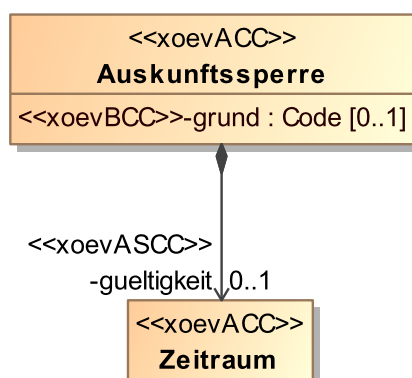 <<xoevACC>>
Auskunftssperre
<<xoevBCC>>-grund : Code [0..1]
<<xoevASCC>>
-gueltigkeit 0..1
<<xoevACC>>
Zeitraum